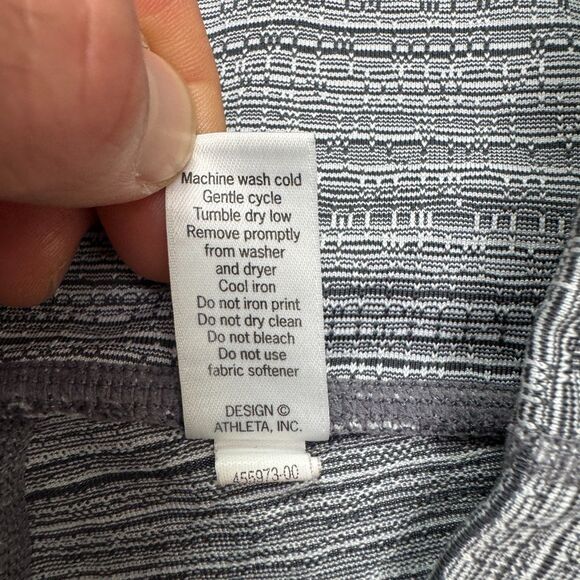 Machine wash cold
Gentle cycle
Tumble dry low
Remove promptly
from washer
and dryer
Cool iron
Do not iron print
Do not dry clean
Do not bleach
Do not use
fabric softener
DESIGN ©
ATHLETA, INC.
455973-00